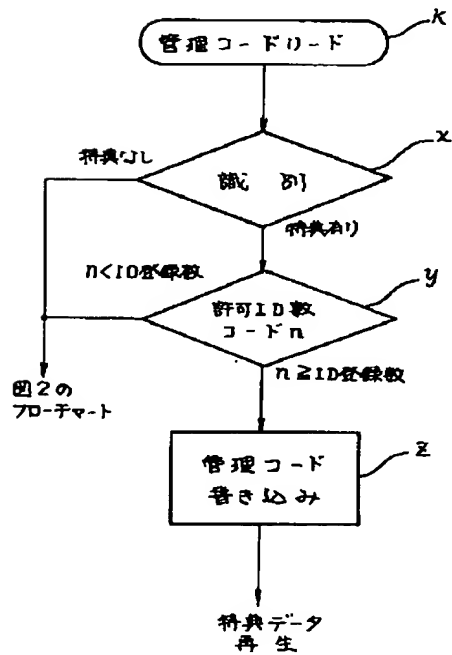 K
管理コードリード
x
特典なし
識 別
特典有り
n<ID登録数
y
許可ID数
コードn
n≧ID登録数
図2の
フローチャート
z
管理コード
書き込み
特典データ
再生